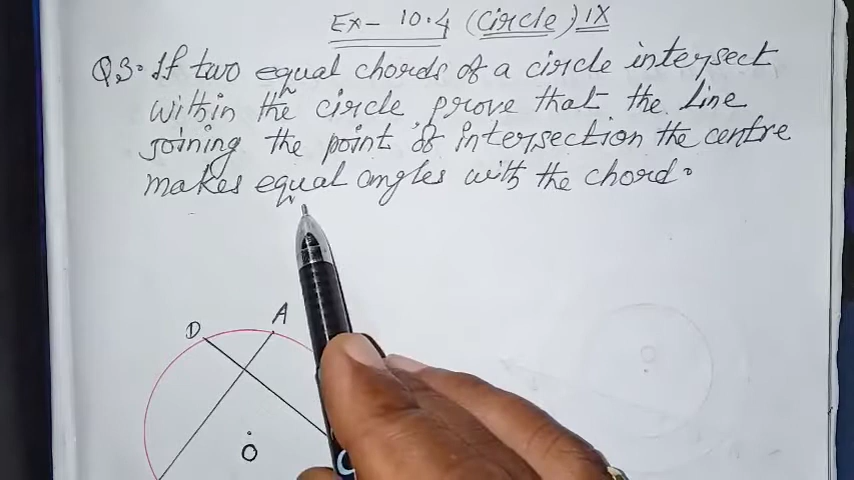 Ex- 10.4 (Circle) IX
Q3. If two equal chords of a circle intersect
within the circle, prove that the line
joining the point of intersection the centre
makes equal angles with the chord.
D
A
O
C